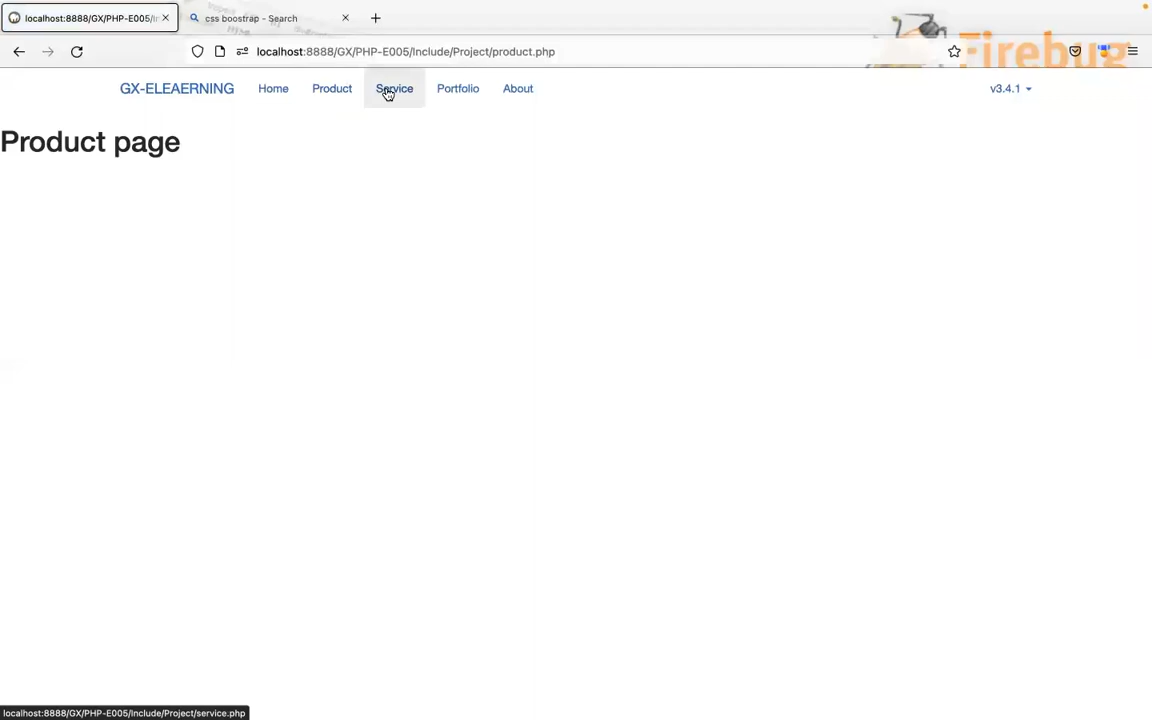 localhost:8888/GX/PHP-E005/I
css boostrap - Search
localhost:8888/GX/PHP-E005/Include/Project/product.php
Firebug
GX-ELEAERNING Home Product Service Portfolio About v3.4.1
Product page
localhost:8888/GX/PHP-E005/Include/Project/service.php